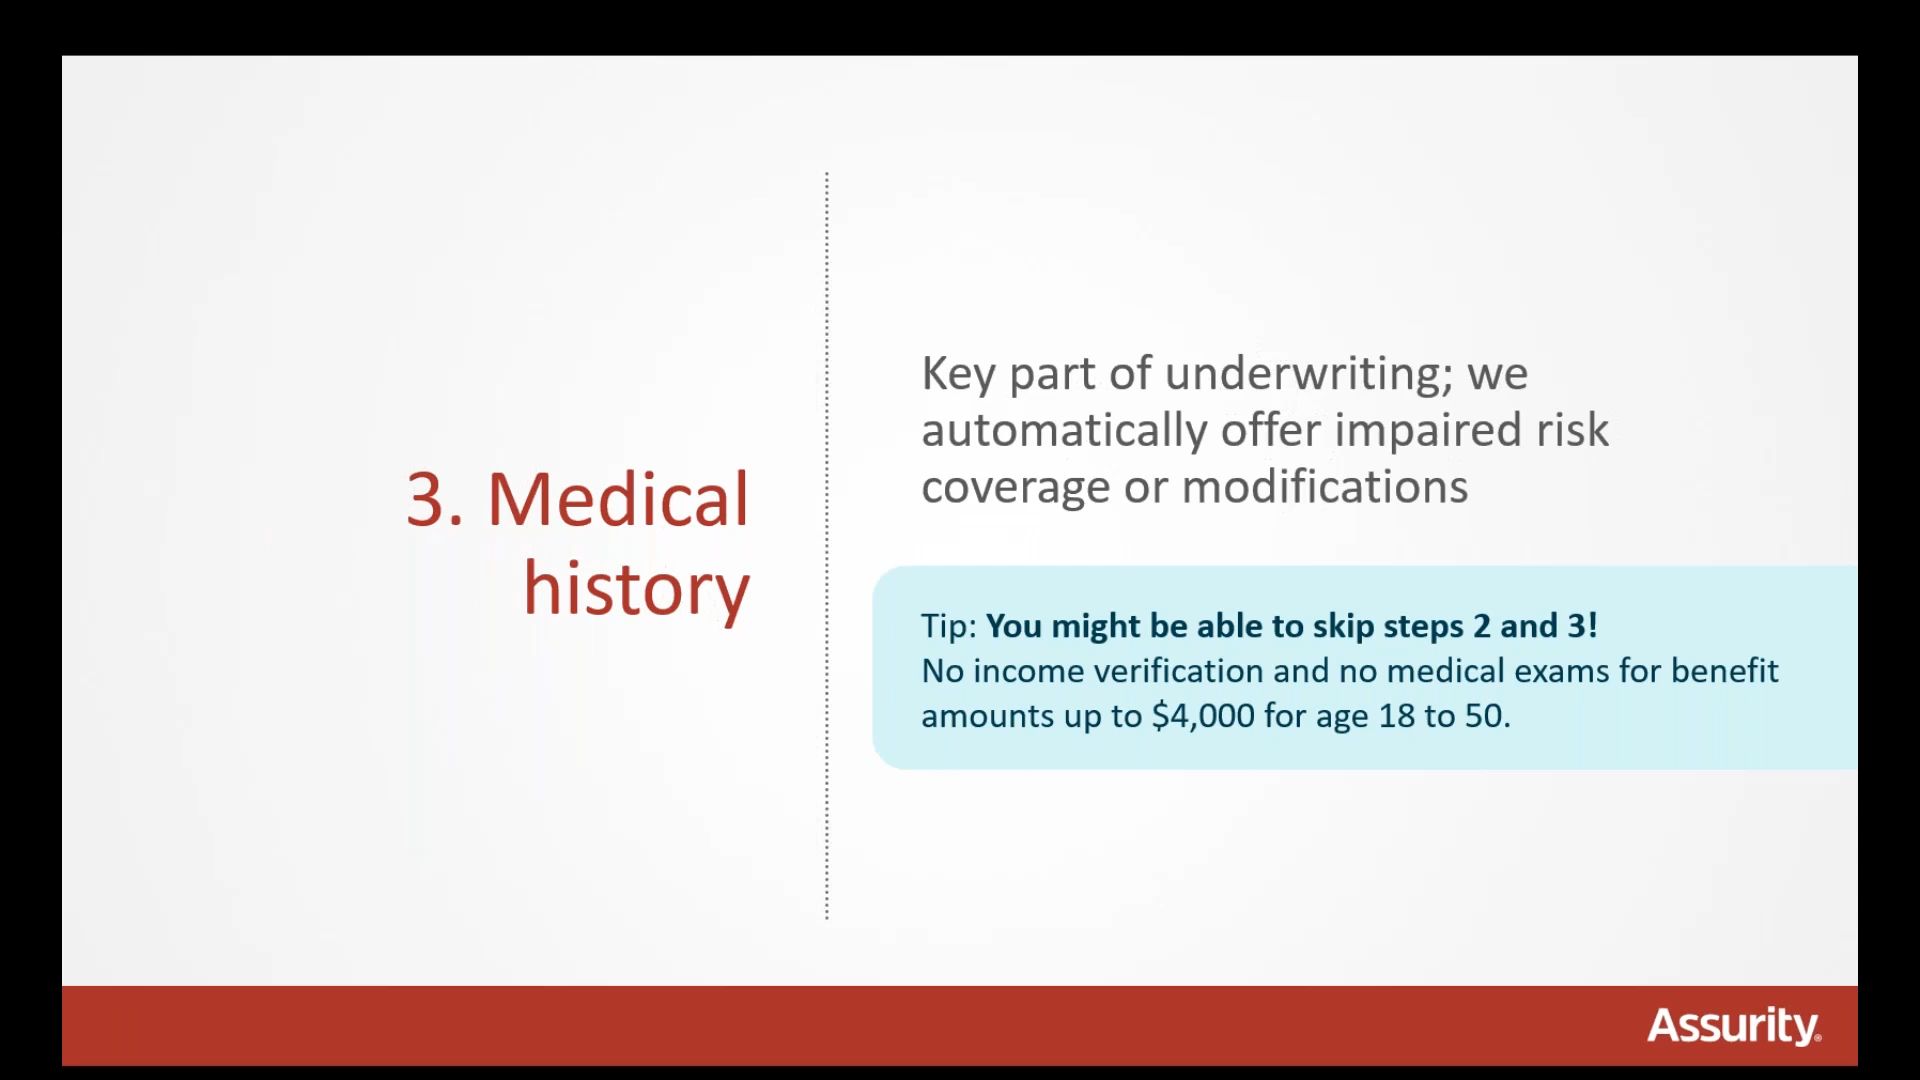 3. Medical
history
Key part of underwriting; we
automatically offer impaired risk
coverage or modifications
Tip: You might be able to skip steps 2 and 3!
No income verification and no medical exams for benefit
amounts up to $4,000 for age 18 to 50.
Assurity®